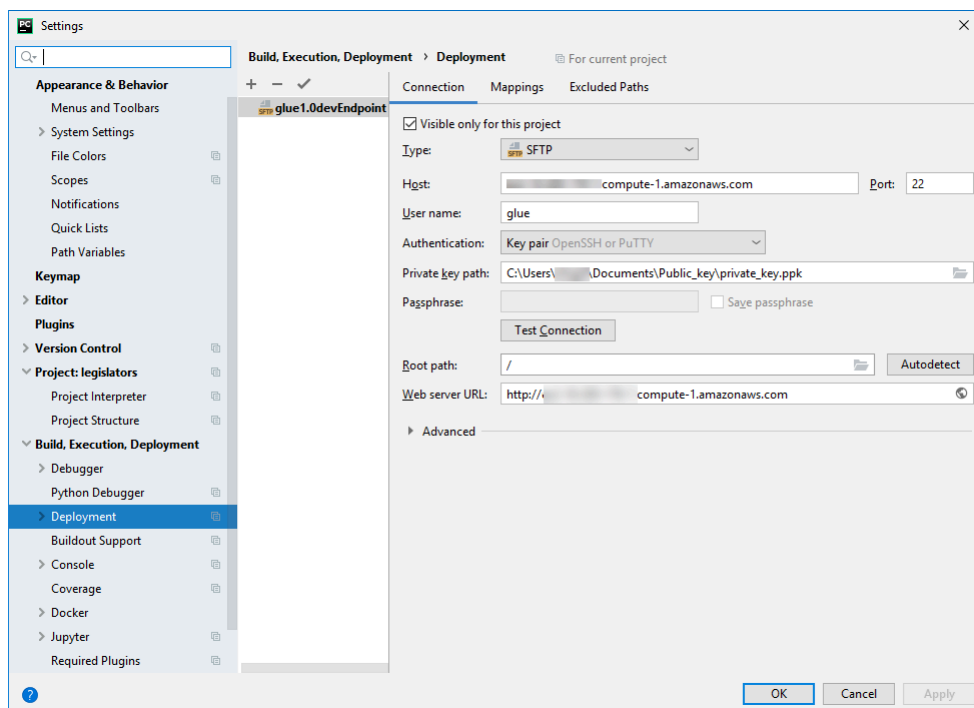 PC Settings
Build, Execution, Deployment › Deployment For current project
Appearance & Behavior
Menus and Toolbars
System Settings
File Colors
Scopes
Notifications
Quick Lists
Path Variables
Keymap
Editor
Plugins
Version Control
Project: legislators
Project Interpreter
Project Structure
Build, Execution, Deployment
Debugger
Python Debugger
Deployment
Buildout Support
Console
Coverage
Docker
Jupyter
Required Plugins
SFTP glue1.0devEndpoint
Connection Mappings Excluded Paths
Visible only for this project
Type: SFTP SFTP
Host: compute-1.amazonaws.com Port: 22
User name: glue
Authentication: Key pair OpenSSH or PuTTY
Private key path: C:\Users\ \Documents\Public_key\private_key.ppk
Passphrase: Save passphrase
Test Connection
Root path: / Autodetect
Web server URL: http:// compute-1.amazonaws.com
Advanced
? OK Cancel Apply